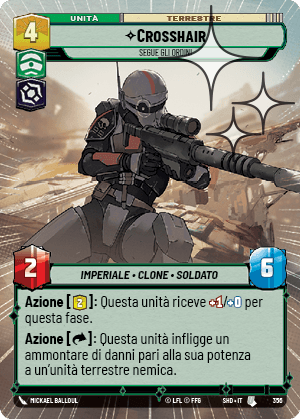 UNITÀ
TERRESTRE
4
✧CROSSHAIR
SEGUE GLI ORDINI
2
6
IMPERIALE • CLONE • SOLDATO
Azione [2]: Questa unità riceve +1/+0 per
questa fase.
Azione [↷]: Questa unità infligge un
ammontare di danni pari alla sua potenza
a un'unità terrestre nemica.
MICKAEL BALLOUL
© LFL © FFG
SHD • IT
356